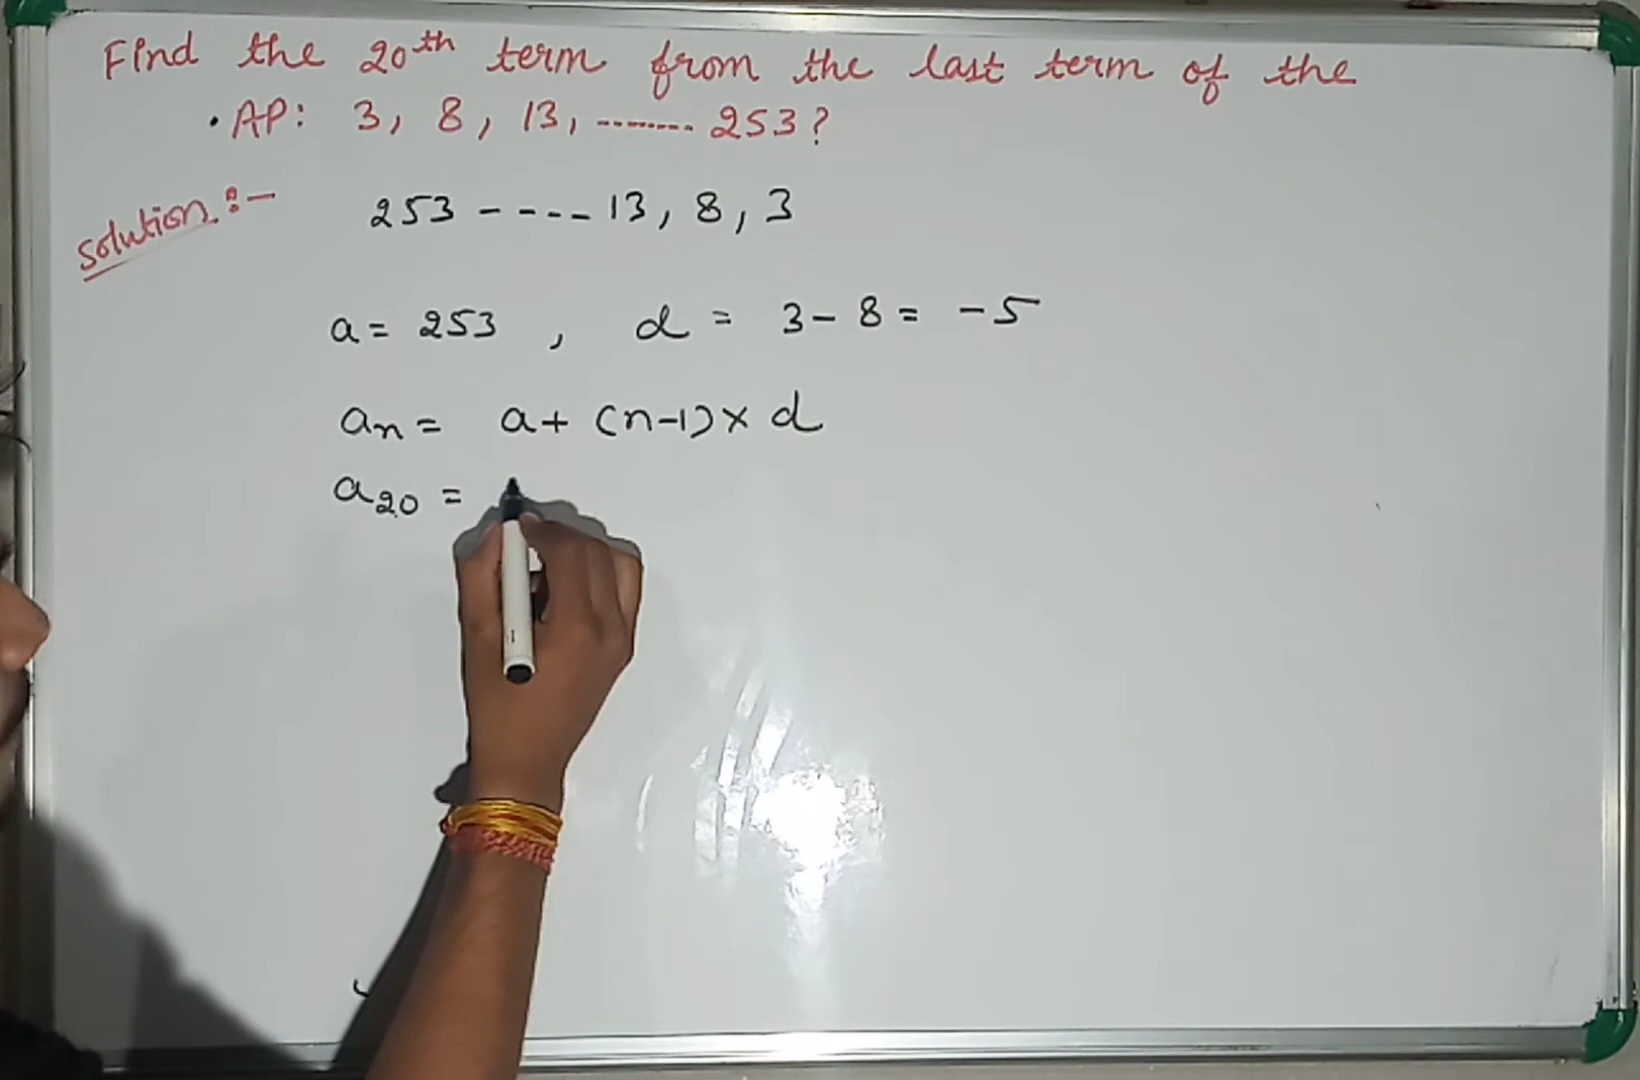 Find the 20th term from the last term of the
• AP: 3, 8, 13, -------- 253?
Solution :-
253 ----- 13, 8, 3
a = 253 , d = 3 - 8 = -5
an = a + (n-1) × d
a20 =